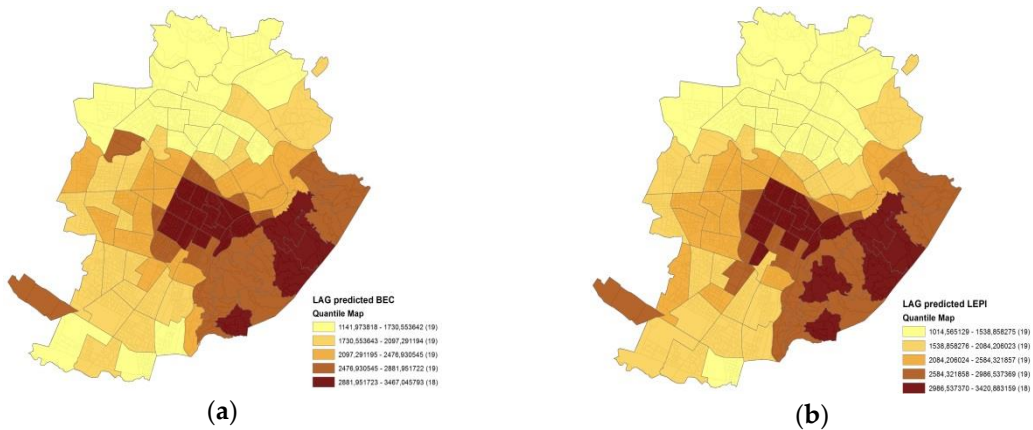 LAG predicted BEC
Quantile Map
1141,973818 - 1730,553642 (19)
1730,553643 - 2097,291194 (19)
2097,291195 - 2476,930545 (19)
2476,930545 - 2881,951722 (19)
2881,951723 - 3467,045793 (18)
(a)
LAG predicted LEPI
Quantile Map
1014,565129 - 1538,858275 (19)
1538,858276 - 2084,206023 (19)
2084,206024 - 2584,321857 (19)
2584,321858 - 2986,537369 (19)
2986,537370 - 3420,883159 (18)
(b)